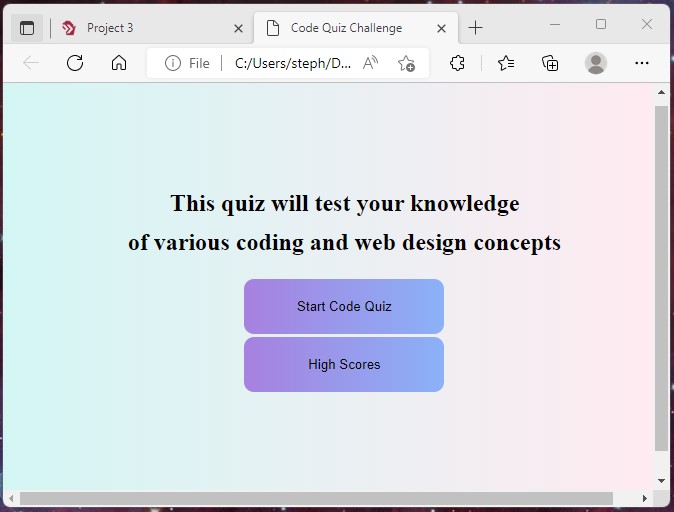 Project 3
Code Quiz Challenge
File
C:/Users/steph/D...
This quiz will test your knowledge
of various coding and web design concepts
Start Code Quiz
High Scores